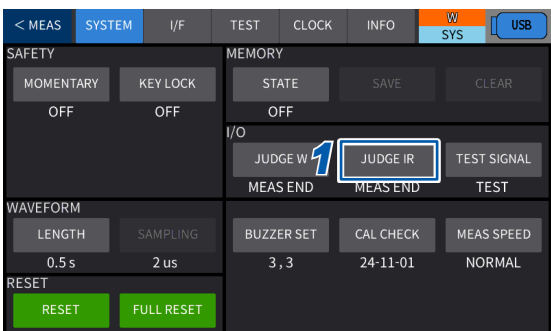 < MEAS SYSTEM I/F TEST CLOCK INFO W SYS USB
SAFETY MEMORY
MOMENTARY KEY LOCK STATE SAVE CLEAR
OFF OFF OFF
I/O
JUDGE W 1 JUDGE IR TEST SIGNAL
MEAS END MEAS END TEST
WAVEFORM
LENGTH SAMPLING BUZZER SET CAL CHECK MEAS SPEED
0.5 s 2 us 3 , 3 24-11-01 NORMAL
RESET
RESET FULL RESET